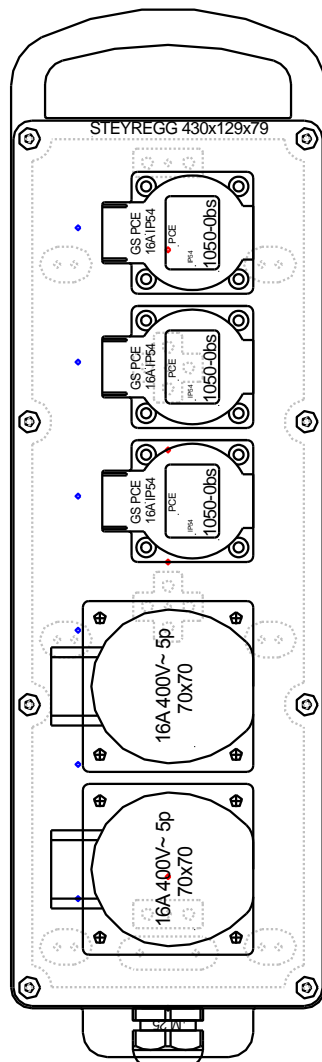 STEYREGG 430x129x79
GS PCE
16A IP54
PCE
IP54
1050-0bs
GS PCE
16A IP54
PCE
IP54
1050-0bs
GS PCE
16A IP54
PCE
IP54
1050-0bs
16A 400V~ 5p
70x70
16A 400V~ 5p
70x70
M 25